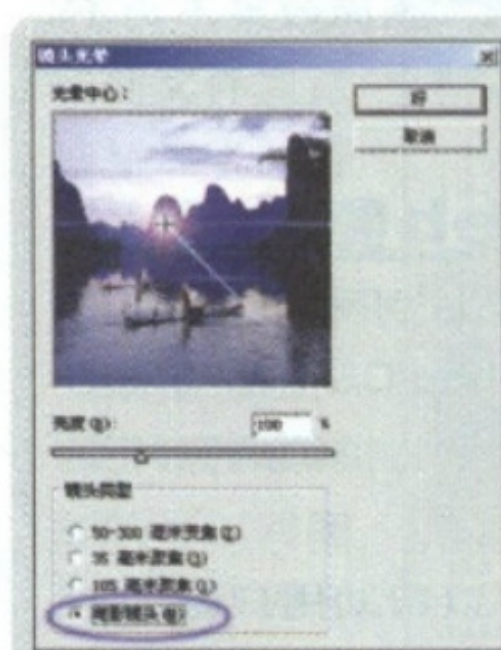 镜头光晕
光晕中心：
好
取消
亮度(B):
100 %
镜头类型
50-300 毫米变焦(Z)
35 毫米聚焦(3)
105 毫米聚焦(L)
电影镜头(M)